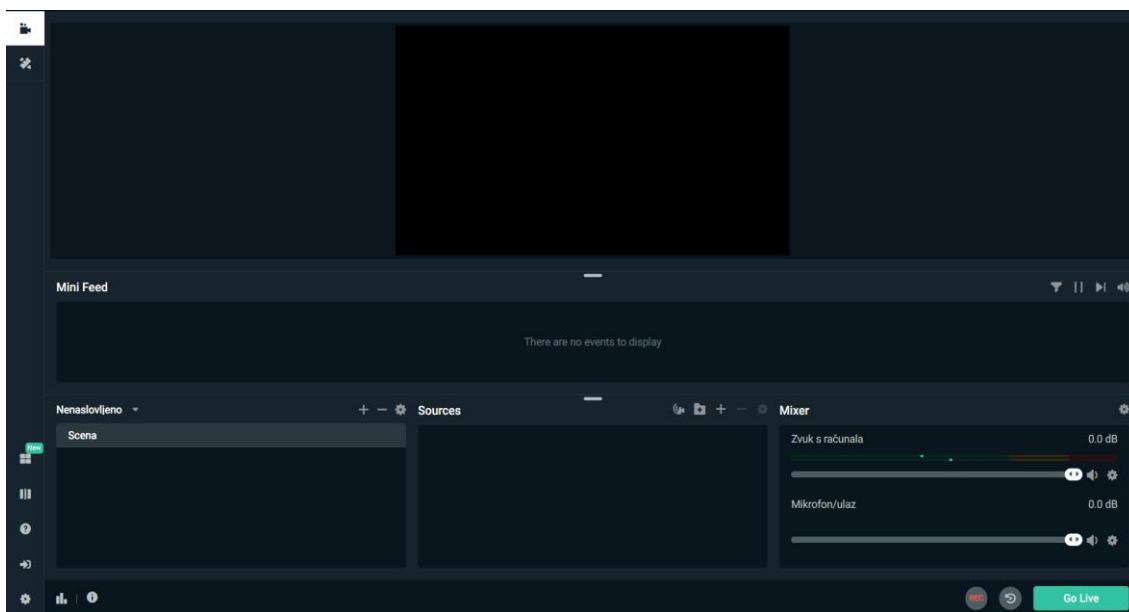 Mini Feed
There are no events to display
Nenaslovljeno
Scena
Sources
Mixer
Zvuk s računala 0.0 dB
Mikrofon/ulaz 0.0 dB
New
REC
Go Live